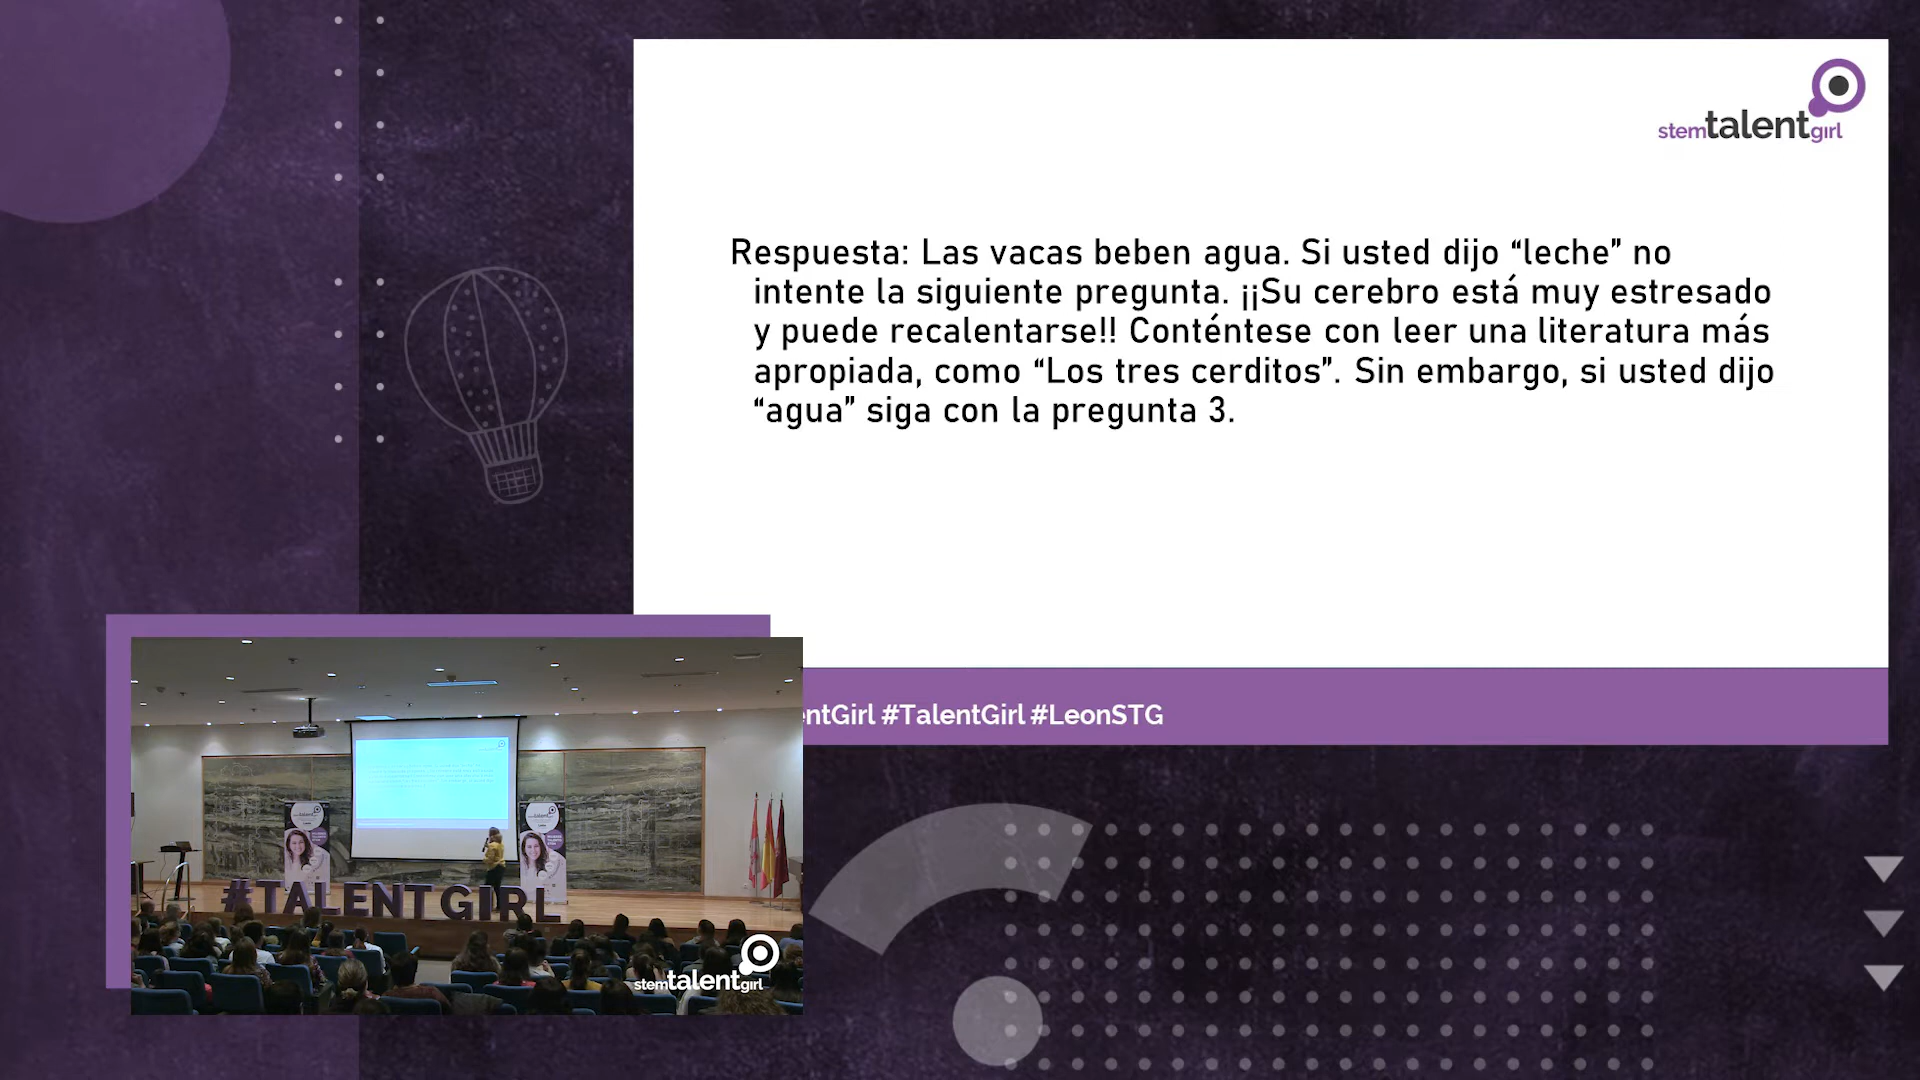 stemtalentgirl
Respuesta: Las vacas beben agua. Si usted dijo “leche” no
intente la siguiente pregunta. ¡¡Su cerebro está muy estresado
y puede recalentarse!! Conténtese con leer una literatura más
apropiada, como “Los tres cerditos”. Sin embargo, si usted dijo
“agua” siga con la pregunta 3.
entGirl #TalentGirl #LeonSTG
#TALENTGIRL
stemtalentgirl